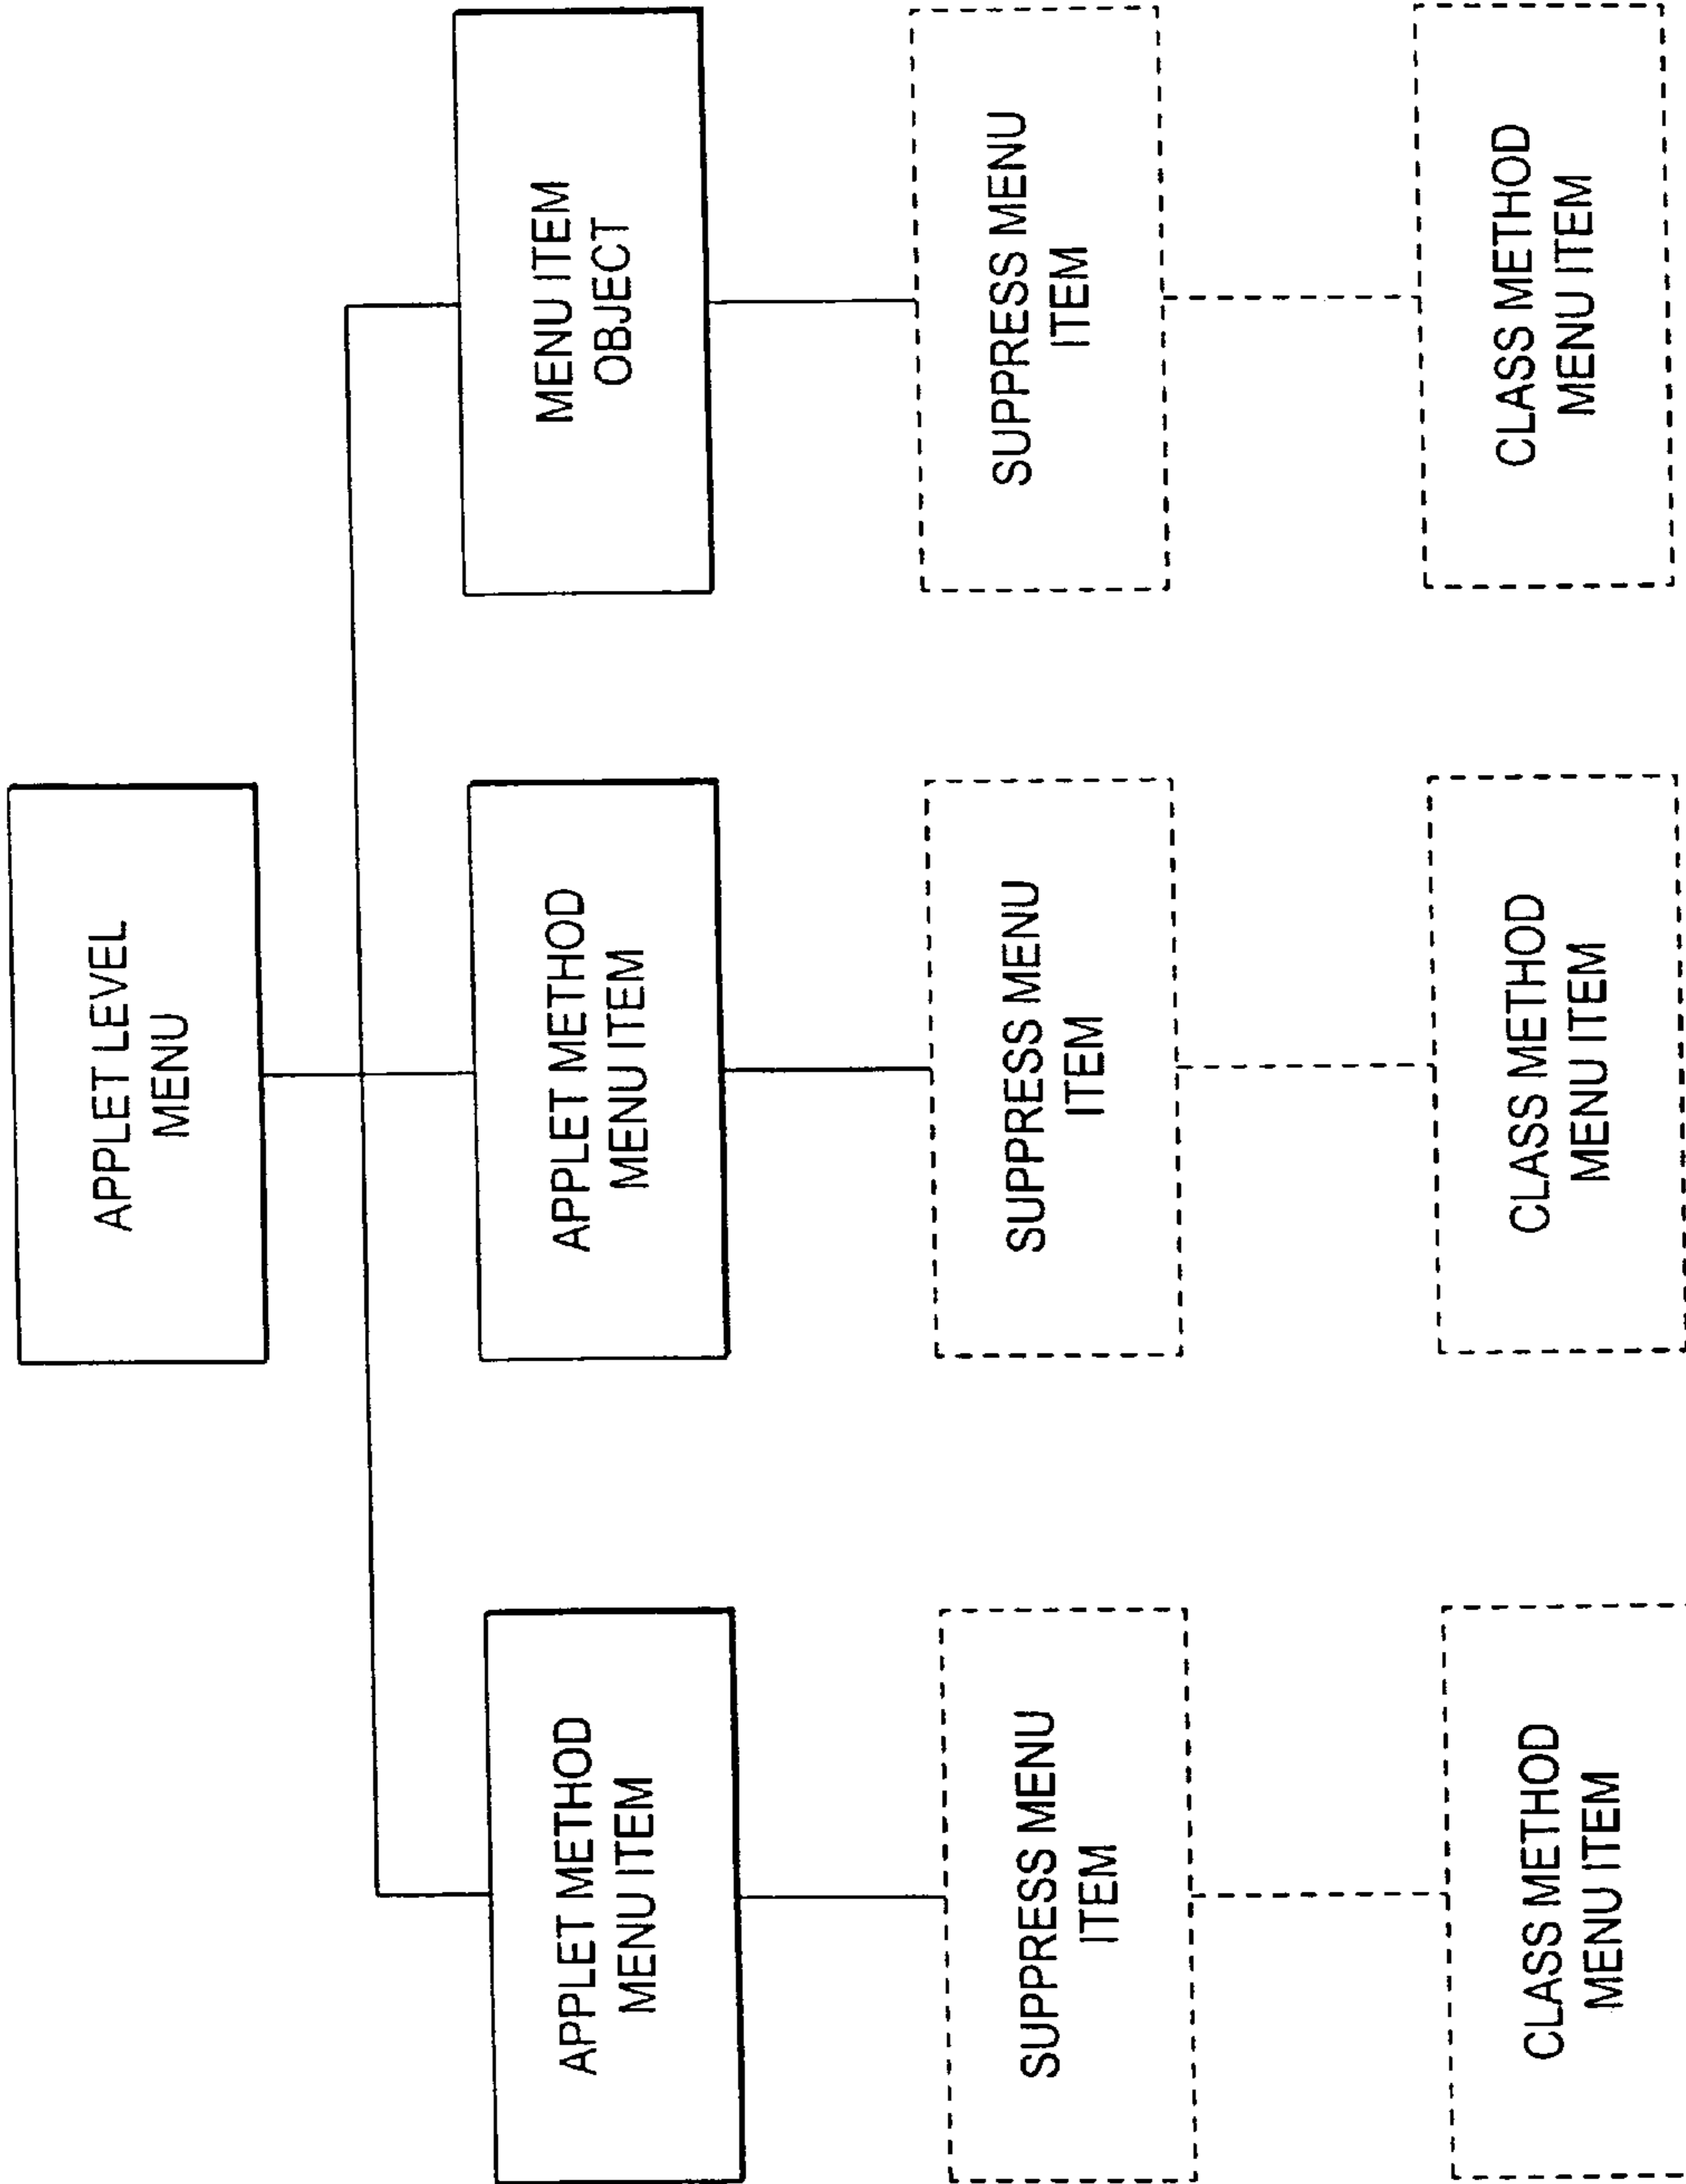 APPLET LEVEL
MENU
APPLET METHOD
MENU ITEM
APPLET METHOD
MENU ITEM
MENU ITEM
OBJECT
SUPPRESS MENU
ITEM
SUPPRESS MENU
ITEM
SUPPRESS MENU
ITEM
CLASS METHOD
MENU ITEM
CLASS METHOD
MENU ITEM
CLASS METHOD
MENU ITEM